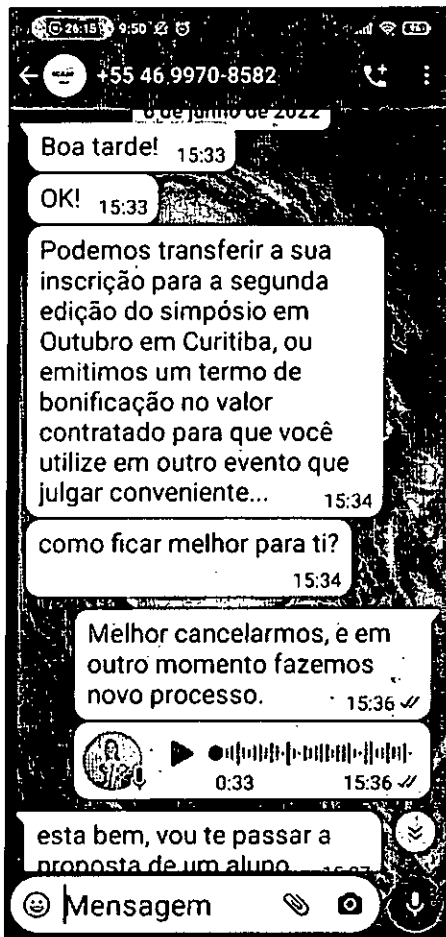 26:15 9:50
+55 46 9970-8582
6 de junho de 2022
Boa tarde! 15:33
OK! 15:33
Podemos transferir a sua
inscrição para a segunda
edição do simpósio em
Outubro em Curitiba, ou
emitimos um termo de
bonificação no valor
contratado para que você
utilize em outro evento que
julgar conveniente... 15:34
como ficar melhor para ti?
15:34
Melhor cancelarmos, e em
outro momento fazemos
novo processo. 15:36
0:33 15:36
esta bem, vou te passar a
proposta de um aluno
Mensagem